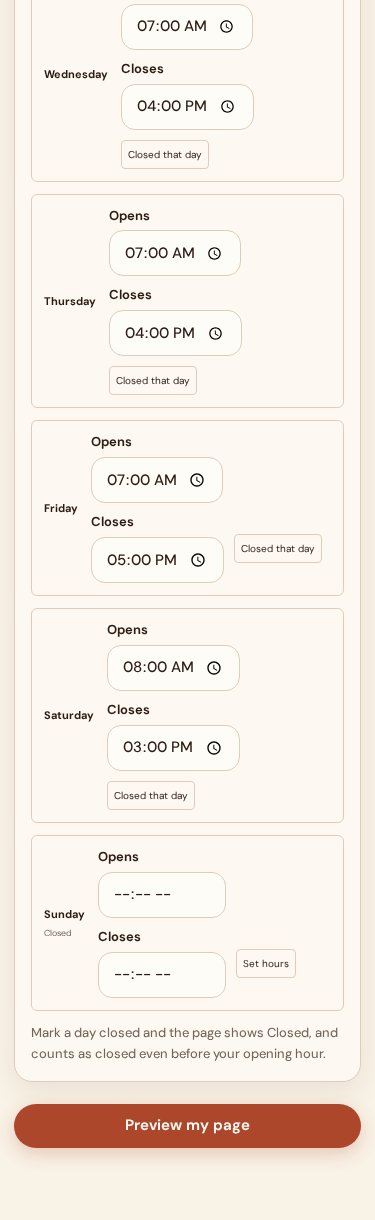 07:00 AM
Wednesday
Closes
04:00 PM
Closed that day
Opens
07:00 AM
Thursday
Closes
04:00 PM
Closed that day
Opens
07:00 AM
Friday
Closes
05:00 PM
Closed that day
Opens
08:00 AM
Saturday
Closes
03:00 PM
Closed that day
Opens
--:-- --
Sunday
Closed
Closes
--:-- --
Set hours
Mark a day closed and the page shows Closed, and
counts as closed even before your opening hour.
Preview my page